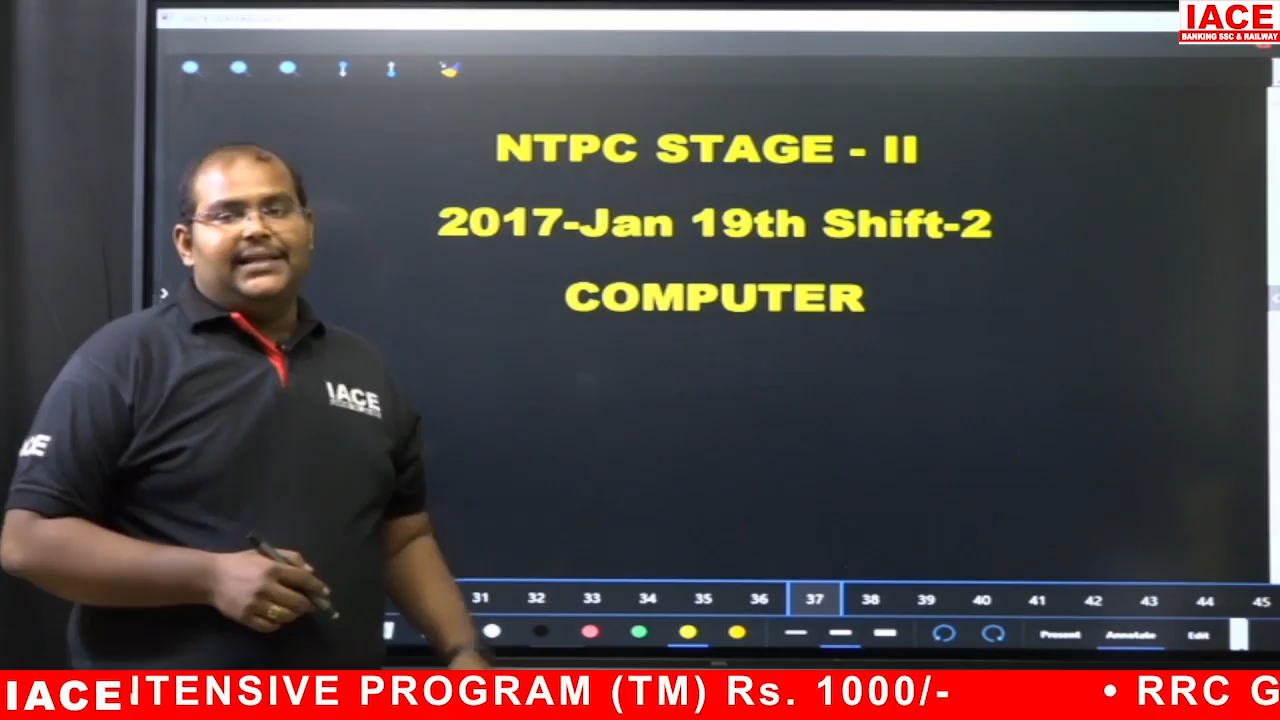 IACE
BANKING SSC & RAILWAY
NTPC STAGE - II
2017-Jan 19th Shift-2
COMPUTER
IACE
31 32 33 34 35 36 37 38 39 40 41 42 43 44 45
Present Annotate Edit
IACE
TENSIVE PROGRAM (TM) Rs. 1000/- • RRC G